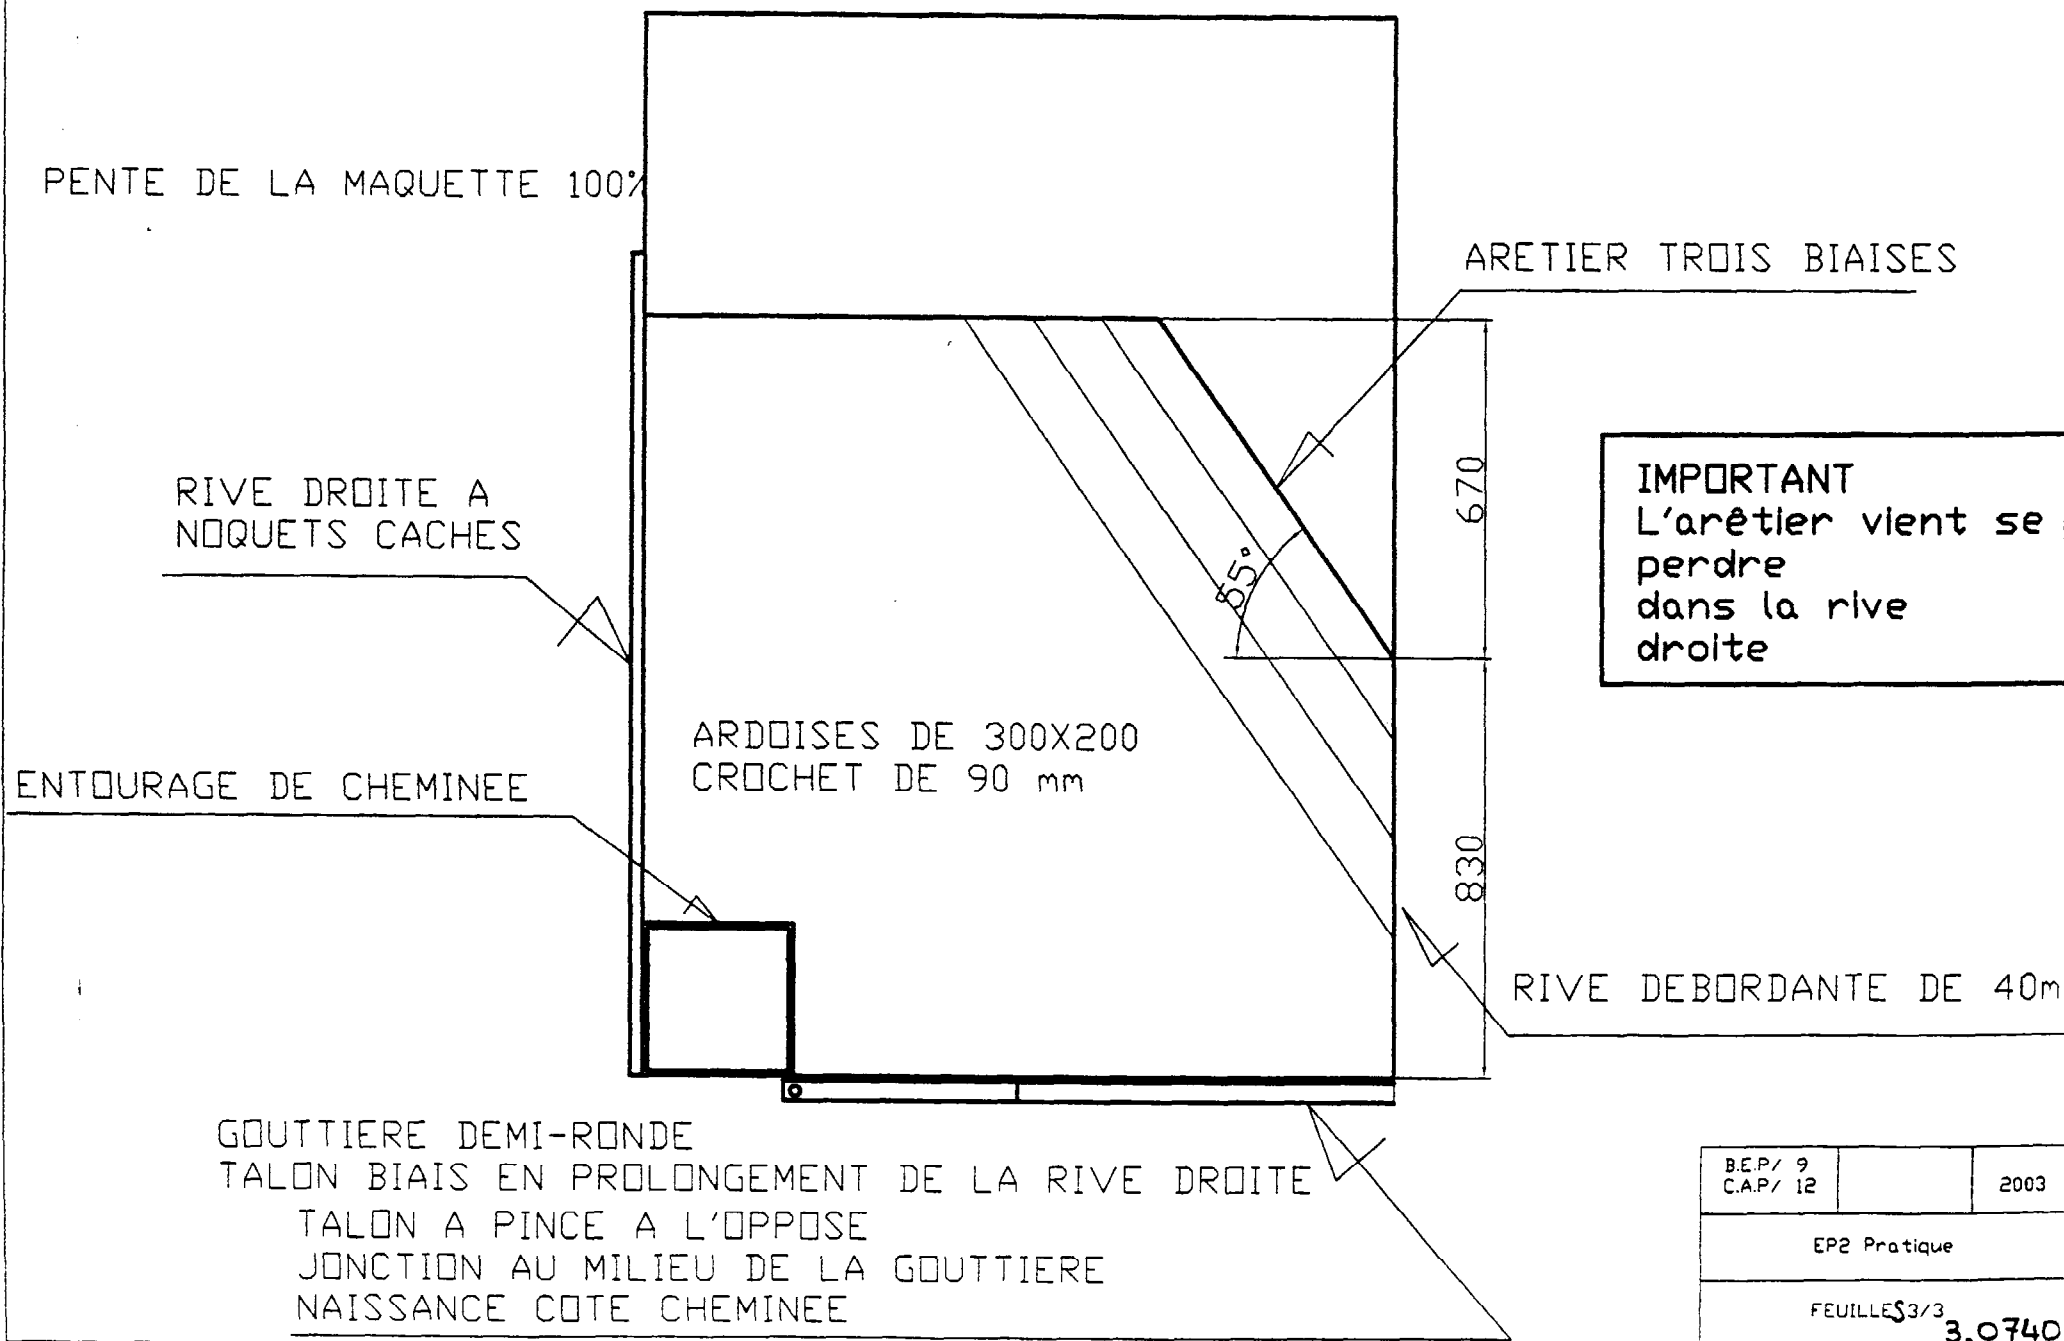 PENTE DE LA MAQUETTE 100%
ARETIER TROIS BIAISES
RIVE DROITE A
NOQUETS CACHES
670
IMPORTANT
L'arêtier vient se
perdre
dans la rive
droite
55°
ARDOISES DE 300X200
CROCHET DE 90 mm
ENTOURAGE DE CHEMINEE
830
RIVE DEBORDANTE DE 40m
GOUTTIERE DEMI-RONDE
TALON BIAIS EN PROLONGEMENT DE LA RIVE DROITE
TALON A PINCE A L'OPPOSE
JONCTION AU MILIEU DE LA GOUTTIERE
NAISSANCE COTE CHEMINEE
B.E.P/ 9
C.A.P/ 12
2003
EP2 Pratique
FEUILLES3/3
3.0740